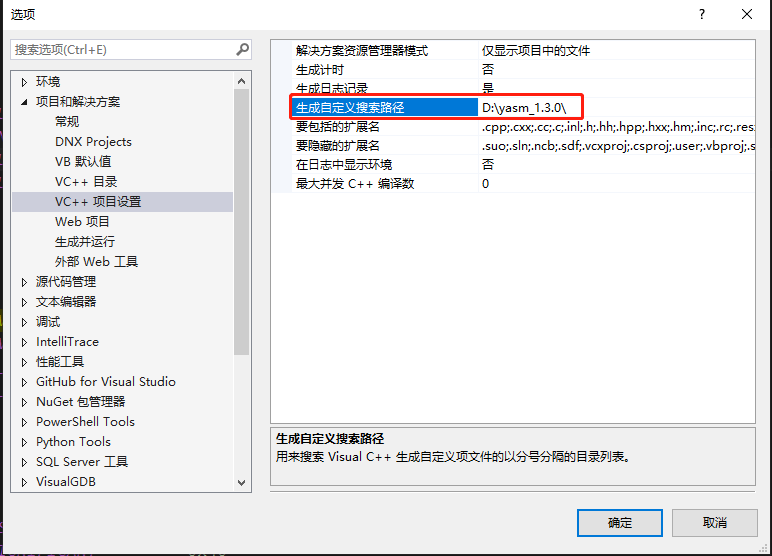 选项
?
搜索选项(Ctrl+E)
环境
项目和解决方案
常规
DNX Projects
VB 默认值
VC++ 目录
VC++ 项目设置
Web 项目
生成并运行
外部 Web 工具
源代码管理
文本编辑器
调试
IntelliTrace
性能工具
GitHub for Visual Studio
NuGet 包管理器
PowerShell Tools
Python Tools
SQL Server 工具
VisualGDB
解决方案资源管理器模式 仅显示项目中的文件
生成计时 否
生成日志记录 是
生成自定义搜索路径 D:\yasm_1.3.0\
要包括的扩展名 .cpp;.cxx;.cc;.c;.inl;.h;.hh;.hpp;.hxx;.hm;.inc;.rc;.res
要隐藏的扩展名 .suo;.sln;.ncb;.sdf;.vcxproj;.csproj;.user;.vbproj;.s
在日志中显示环境 否
最大并发 C++ 编译数 0
生成自定义搜索路径
用来搜索 Visual C++ 生成自定义项文件的以分号分隔的目录列表。
确定
取消